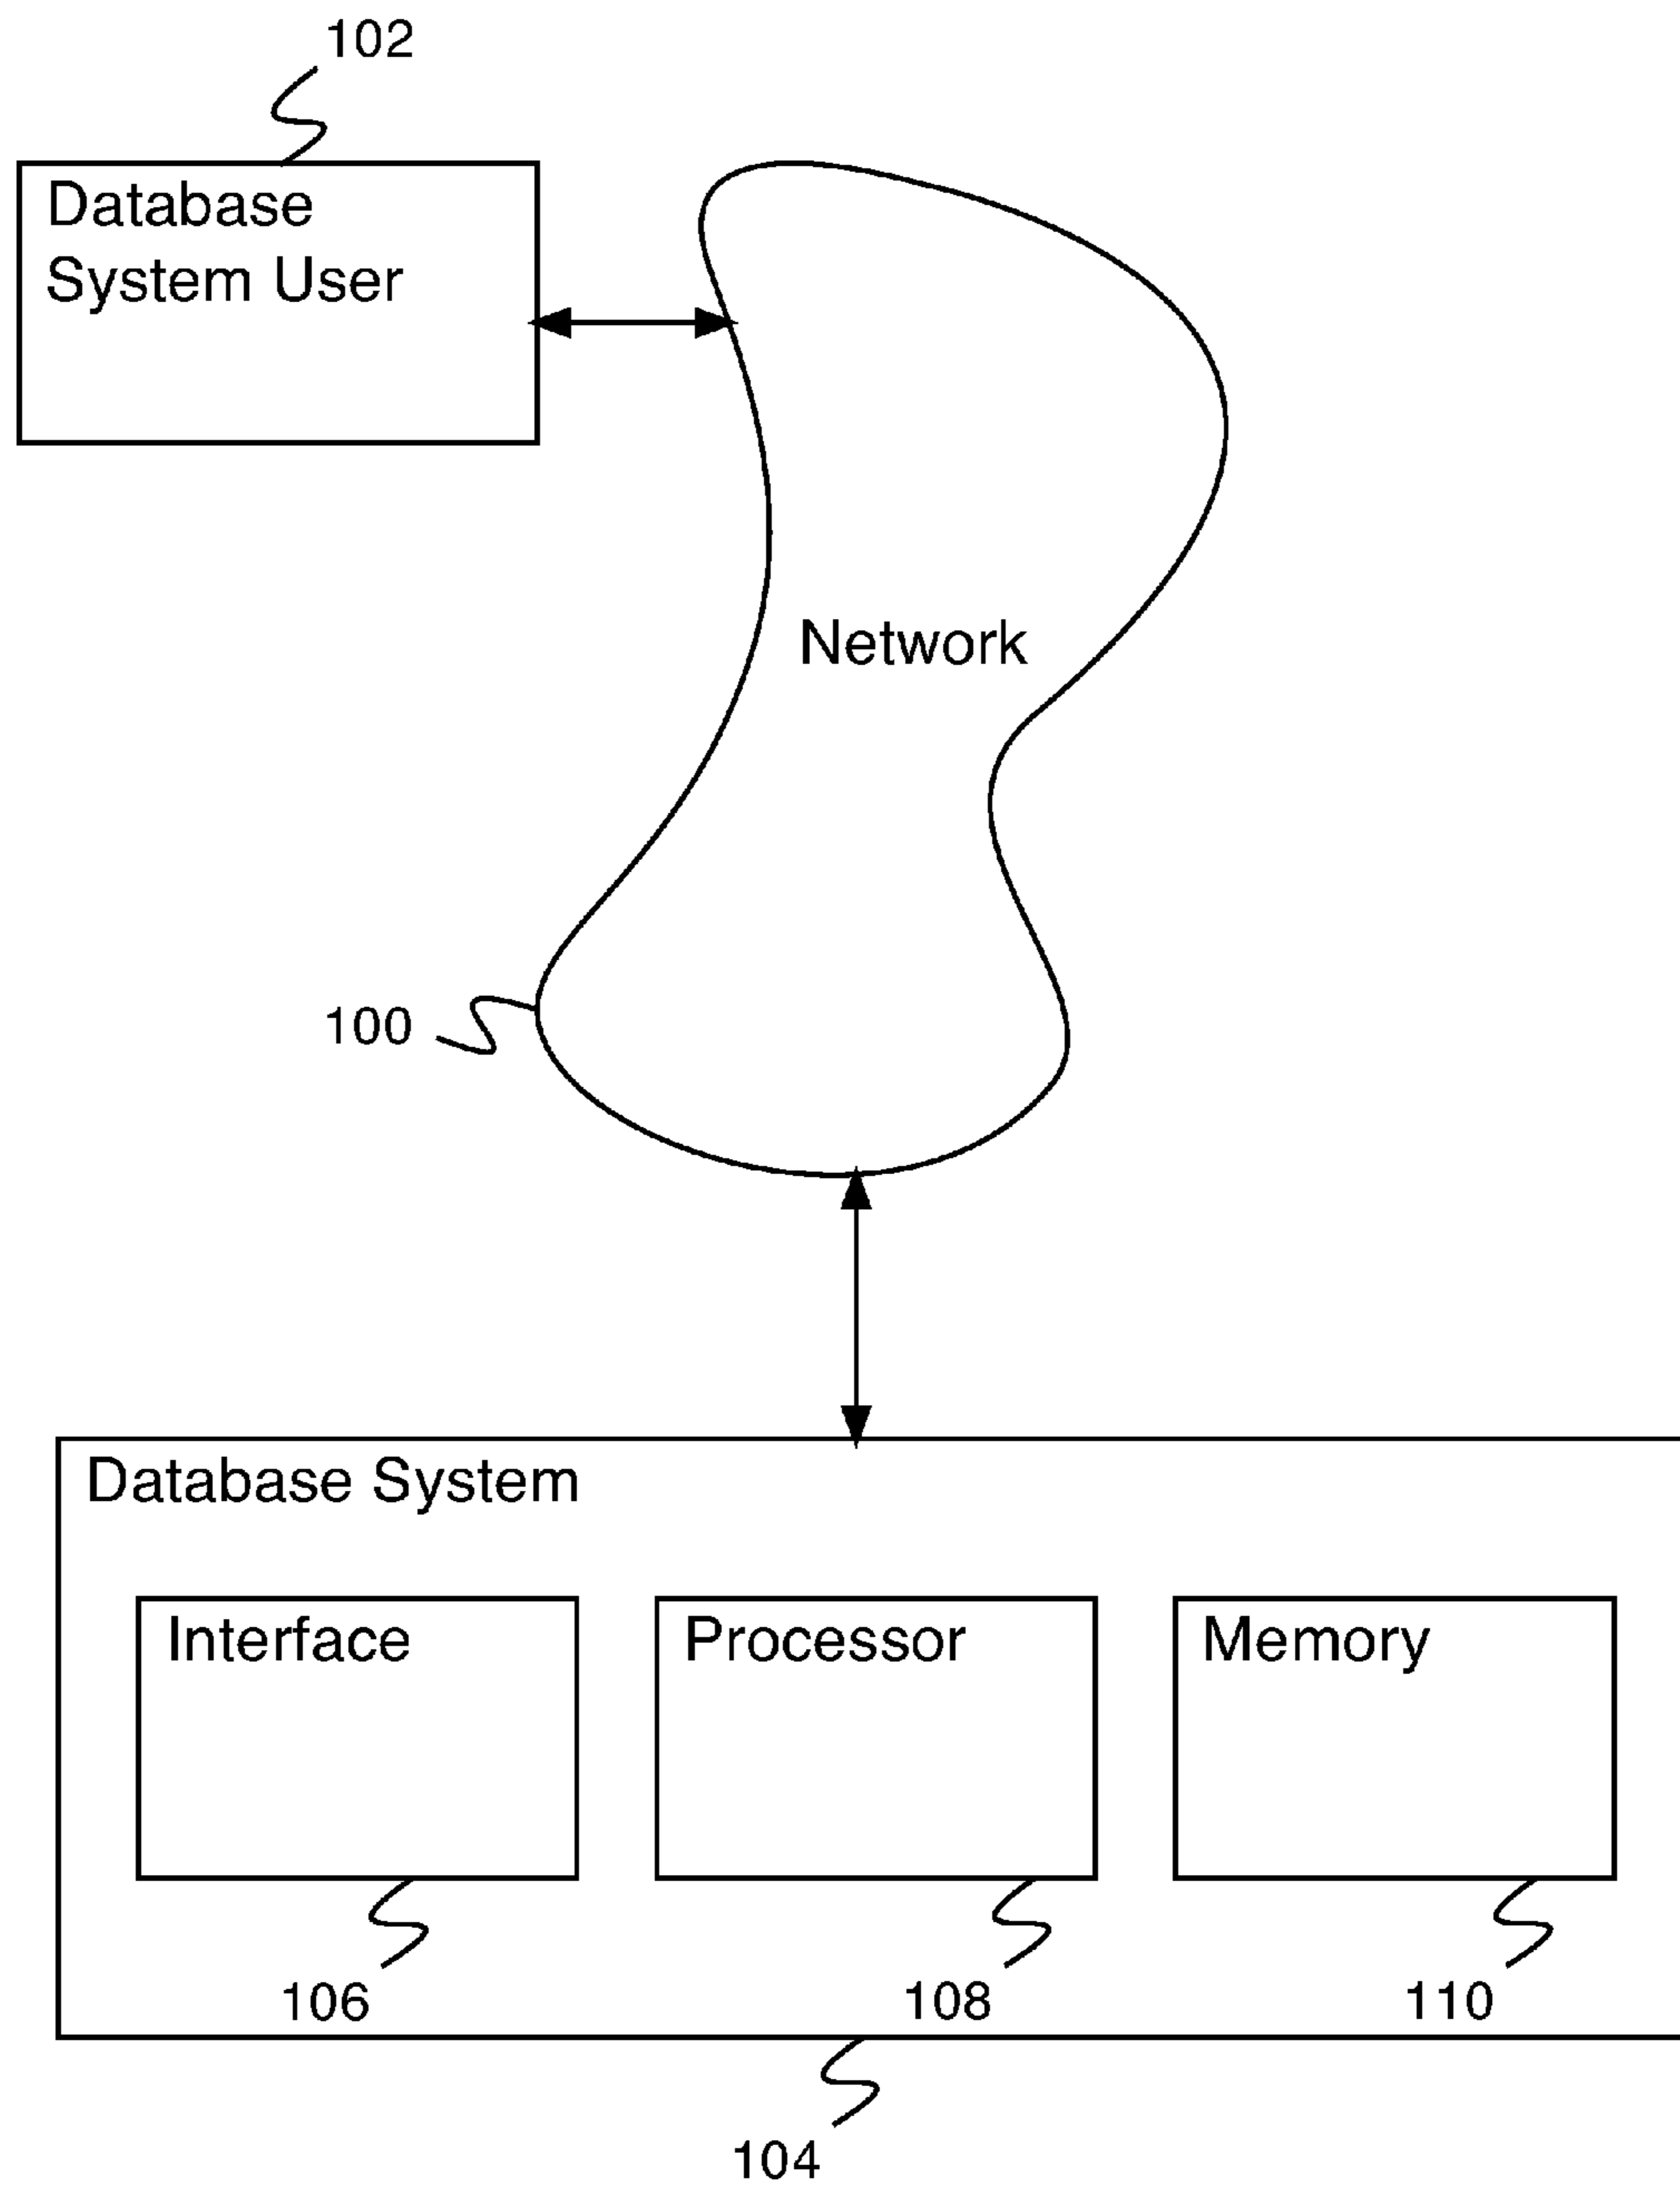 102
Database
System User
Network
100
Database System
Interface
Processor
Memory
106
108
110
104